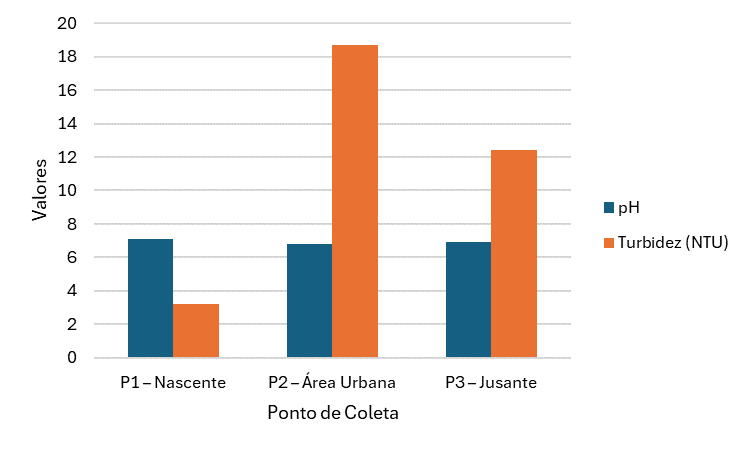 20
18
16
14
12
10
8
6
4
2
0
Valores
P1 – Nascente
P2 – Área Urbana
P3 – Jusante
Ponto de Coleta
pH
Turbidez (NTU)